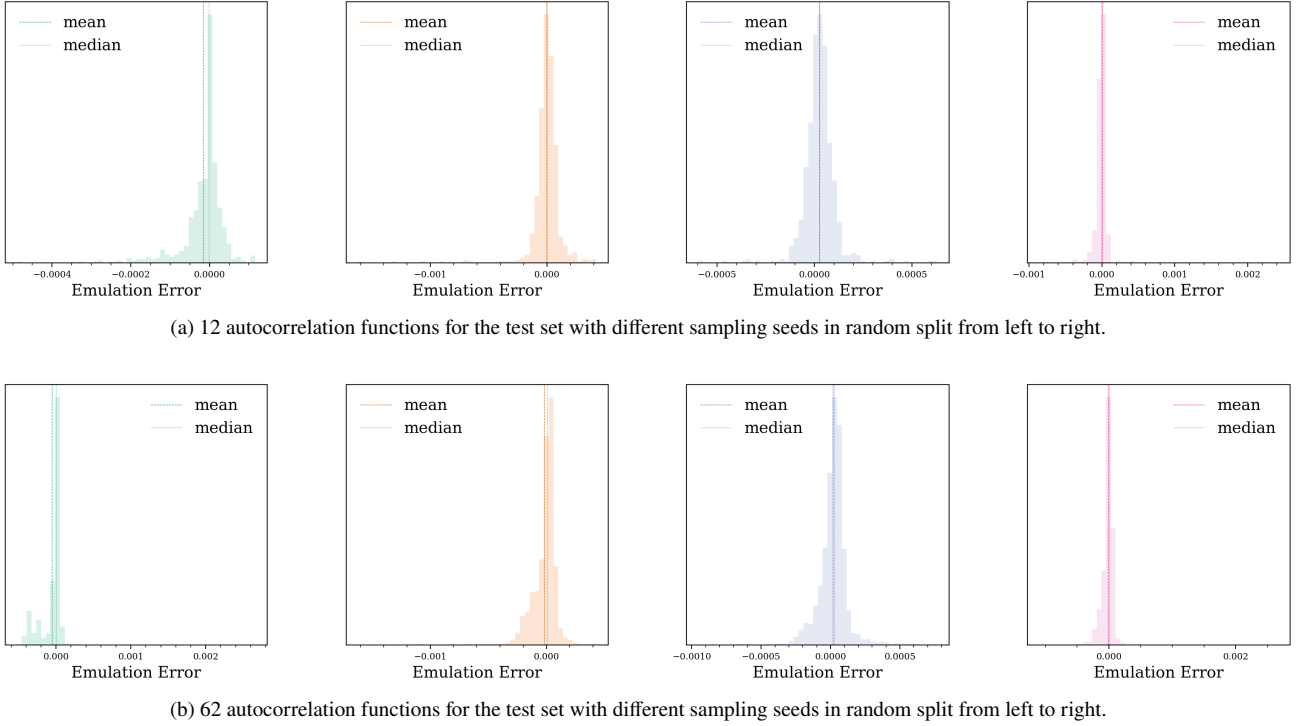 mean
median
mean
median
mean
median
mean
median
−0.0004 −0.0002 0.0000
−0.001 0.000
−0.0005 0.0000 0.0005
−0.001 0.000 0.001 0.002
Emulation Error
Emulation Error
Emulation Error
Emulation Error
(a) 12 autocorrelation functions for the test set with different sampling seeds in random split from left to right.
mean
median
mean
median
mean
median
mean
median
0.000 0.001 0.002
−0.001 0.000
−0.0010 −0.0005 0.0000 0.0005
0.000 0.002
Emulation Error
Emulation Error
Emulation Error
Emulation Error
(b) 62 autocorrelation functions for the test set with different sampling seeds in random split from left to right.